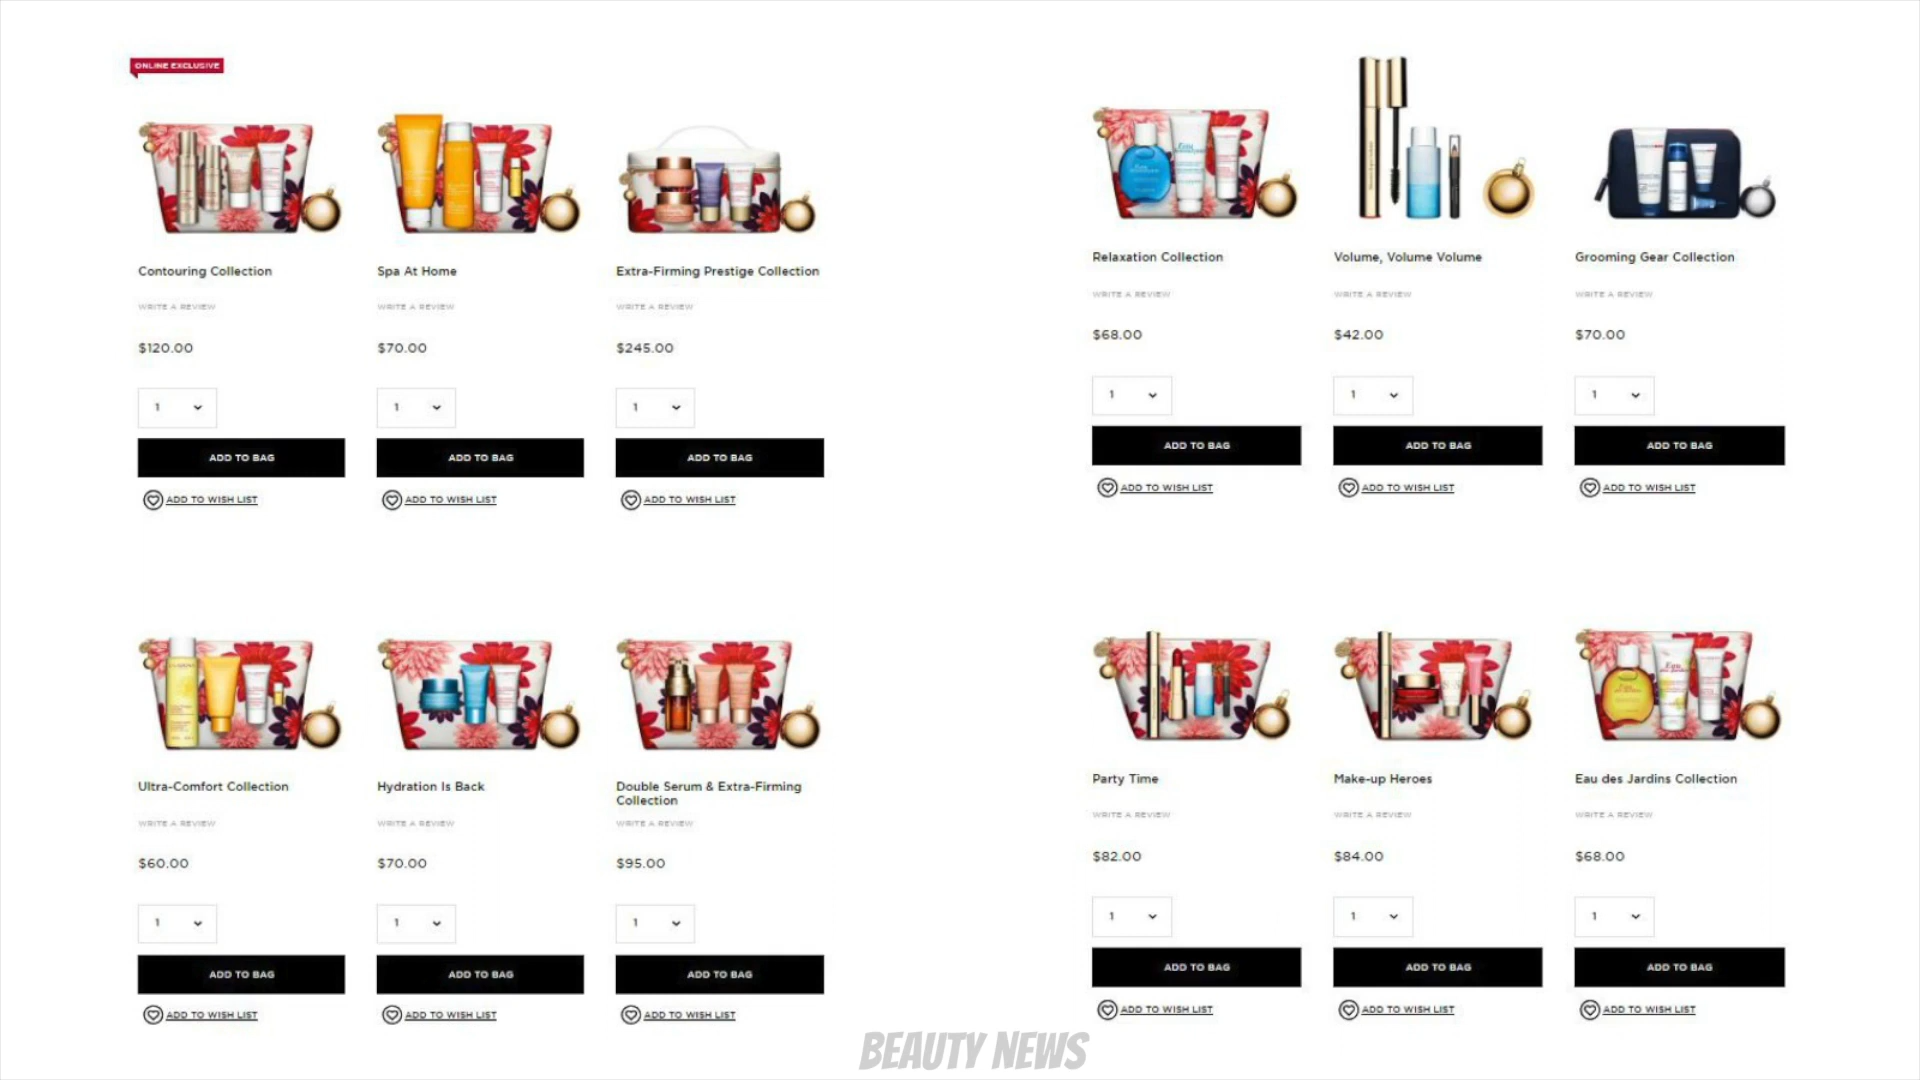 ONLINE EXCLUSIVE
Contouring Collection
WRITE A REVIEW
$120.00
1
ADD TO BAG
ADD TO WISH LIST
Spa At Home
WRITE A REVIEW
$70.00
1
ADD TO BAG
ADD TO WISH LIST
Extra-Firming Prestige Collection
WRITE A REVIEW
$245.00
1
ADD TO BAG
ADD TO WISH LIST
Relaxation Collection
WRITE A REVIEW
$68.00
1
ADD TO BAG
ADD TO WISH LIST
Volume, Volume Volume
WRITE A REVIEW
$42.00
1
ADD TO BAG
ADD TO WISH LIST
Grooming Gear Collection
WRITE A REVIEW
$70.00
1
ADD TO BAG
ADD TO WISH LIST
Ultra-Comfort Collection
WRITE A REVIEW
$60.00
1
ADD TO BAG
ADD TO WISH LIST
Hydration Is Back
WRITE A REVIEW
$70.00
1
ADD TO BAG
ADD TO WISH LIST
Double Serum & Extra-Firming
Collection
WRITE A REVIEW
$95.00
1
ADD TO BAG
ADD TO WISH LIST
Party Time
WRITE A REVIEW
$82.00
1
ADD TO BAG
ADD TO WISH LIST
Make-up Heroes
WRITE A REVIEW
$84.00
1
ADD TO BAG
ADD TO WISH LIST
Eau des Jardins Collection
WRITE A REVIEW
$68.00
1
ADD TO BAG
ADD TO WISH LIST
BEAUTY NEWS